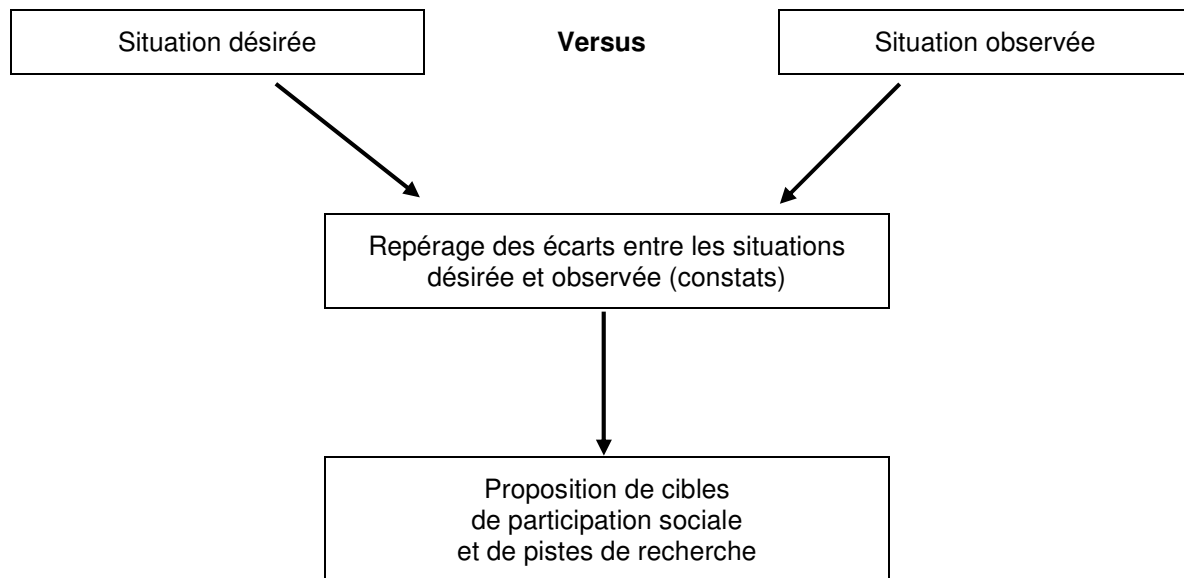 Situation désirée
Versus
Situation observée
Repérage des écarts entre les situations
désirée et observée (constats)
Proposition de cibles
de participation sociale
et de pistes de recherche